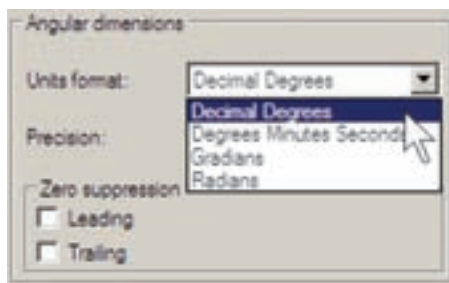 Angular dimensions
Units format: Decimal Degrees
Decimal Degrees
Precision: Degrees Minutes Seconds
Gradians
Radians
Zero suppression
Leading
Trailing